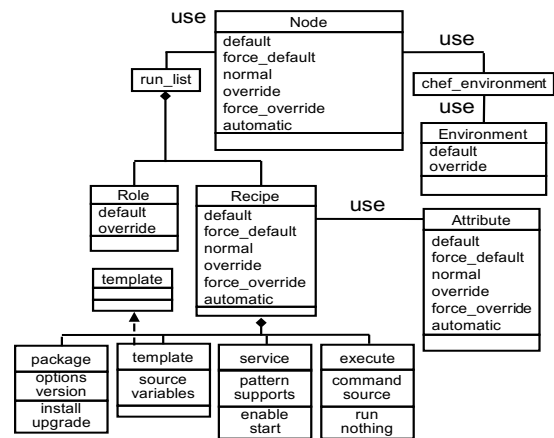 use
Node
default
force_default
normal
override
force_override
automatic
use
run_list
chef_environment
use
Environment
default
override
Role
default
override
Recipe
default
force_default
normal
override
force_override
automatic
use
Attribute
default
force_default
normal
override
force_override
automatic
template
package
options
version
install
upgrade
template
source
variables
service
pattern
supports
enable
start
execute
command
source
run
nothing